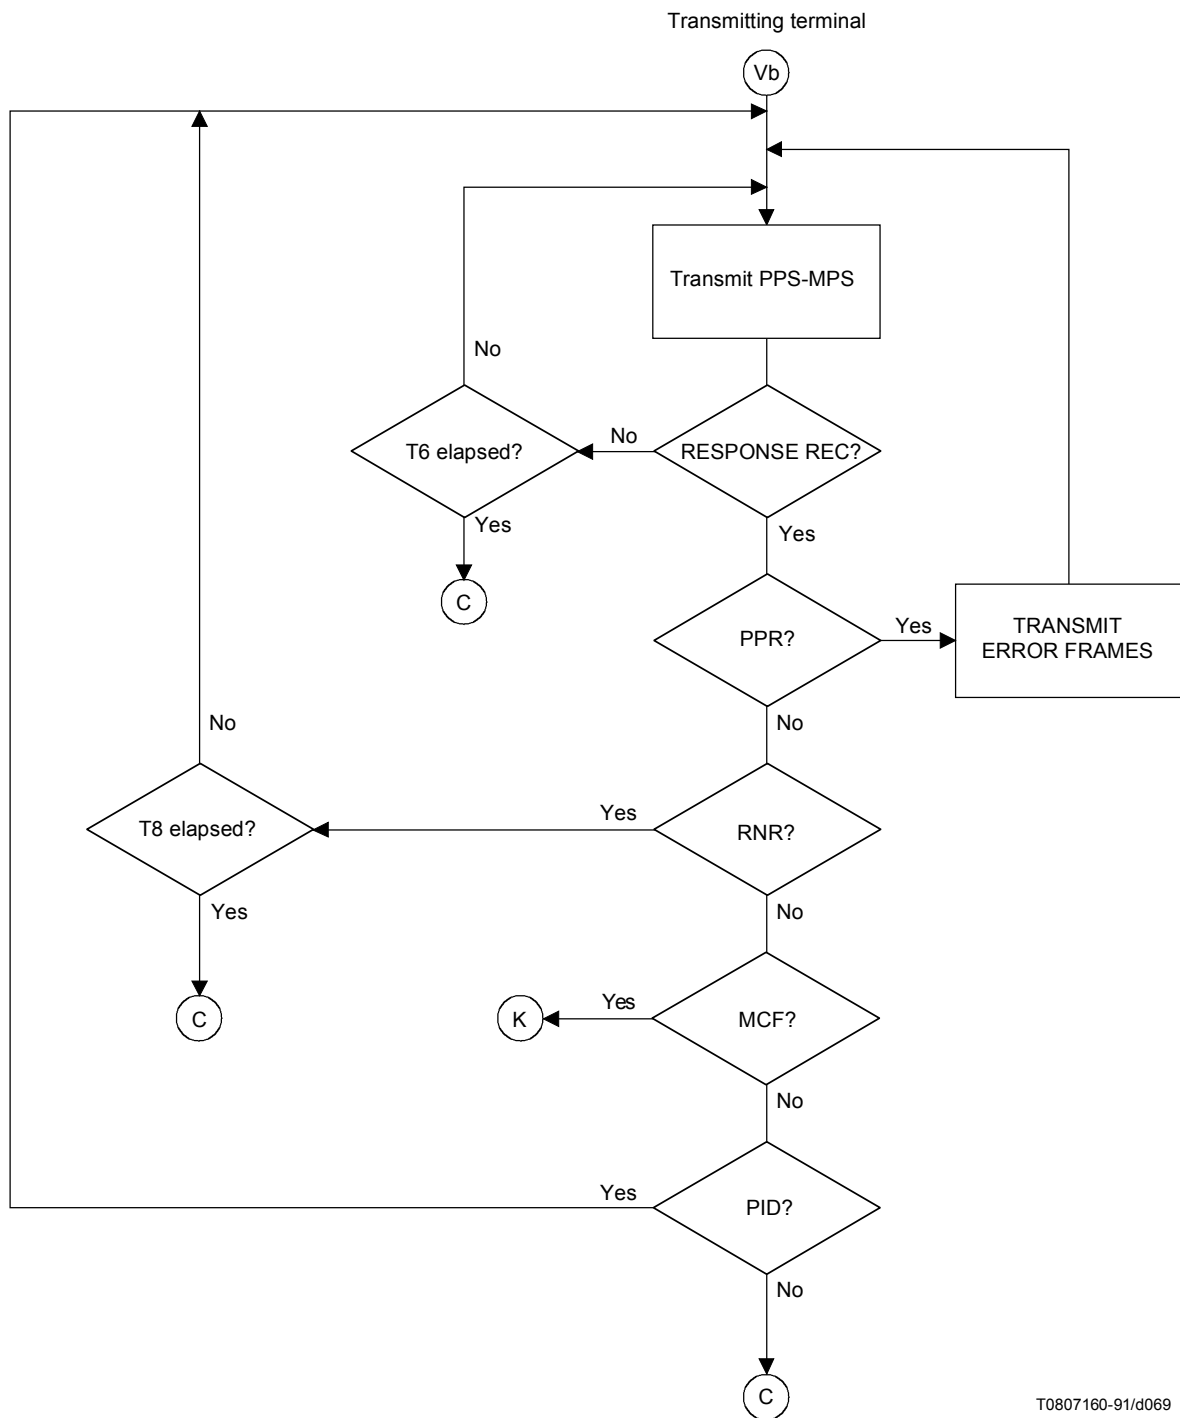 Transmitting terminal
Vb
Transmit PPS-MPS
No
T6 elapsed?
No
RESPONSE REC?
Yes
Yes
C
PPR?
Yes
TRANSMIT
ERROR FRAMES
No
No
T8 elapsed?
Yes
RNR?
Yes
No
C
K
Yes
MCF?
No
Yes
PID?
No
C
T0807160-91/d069